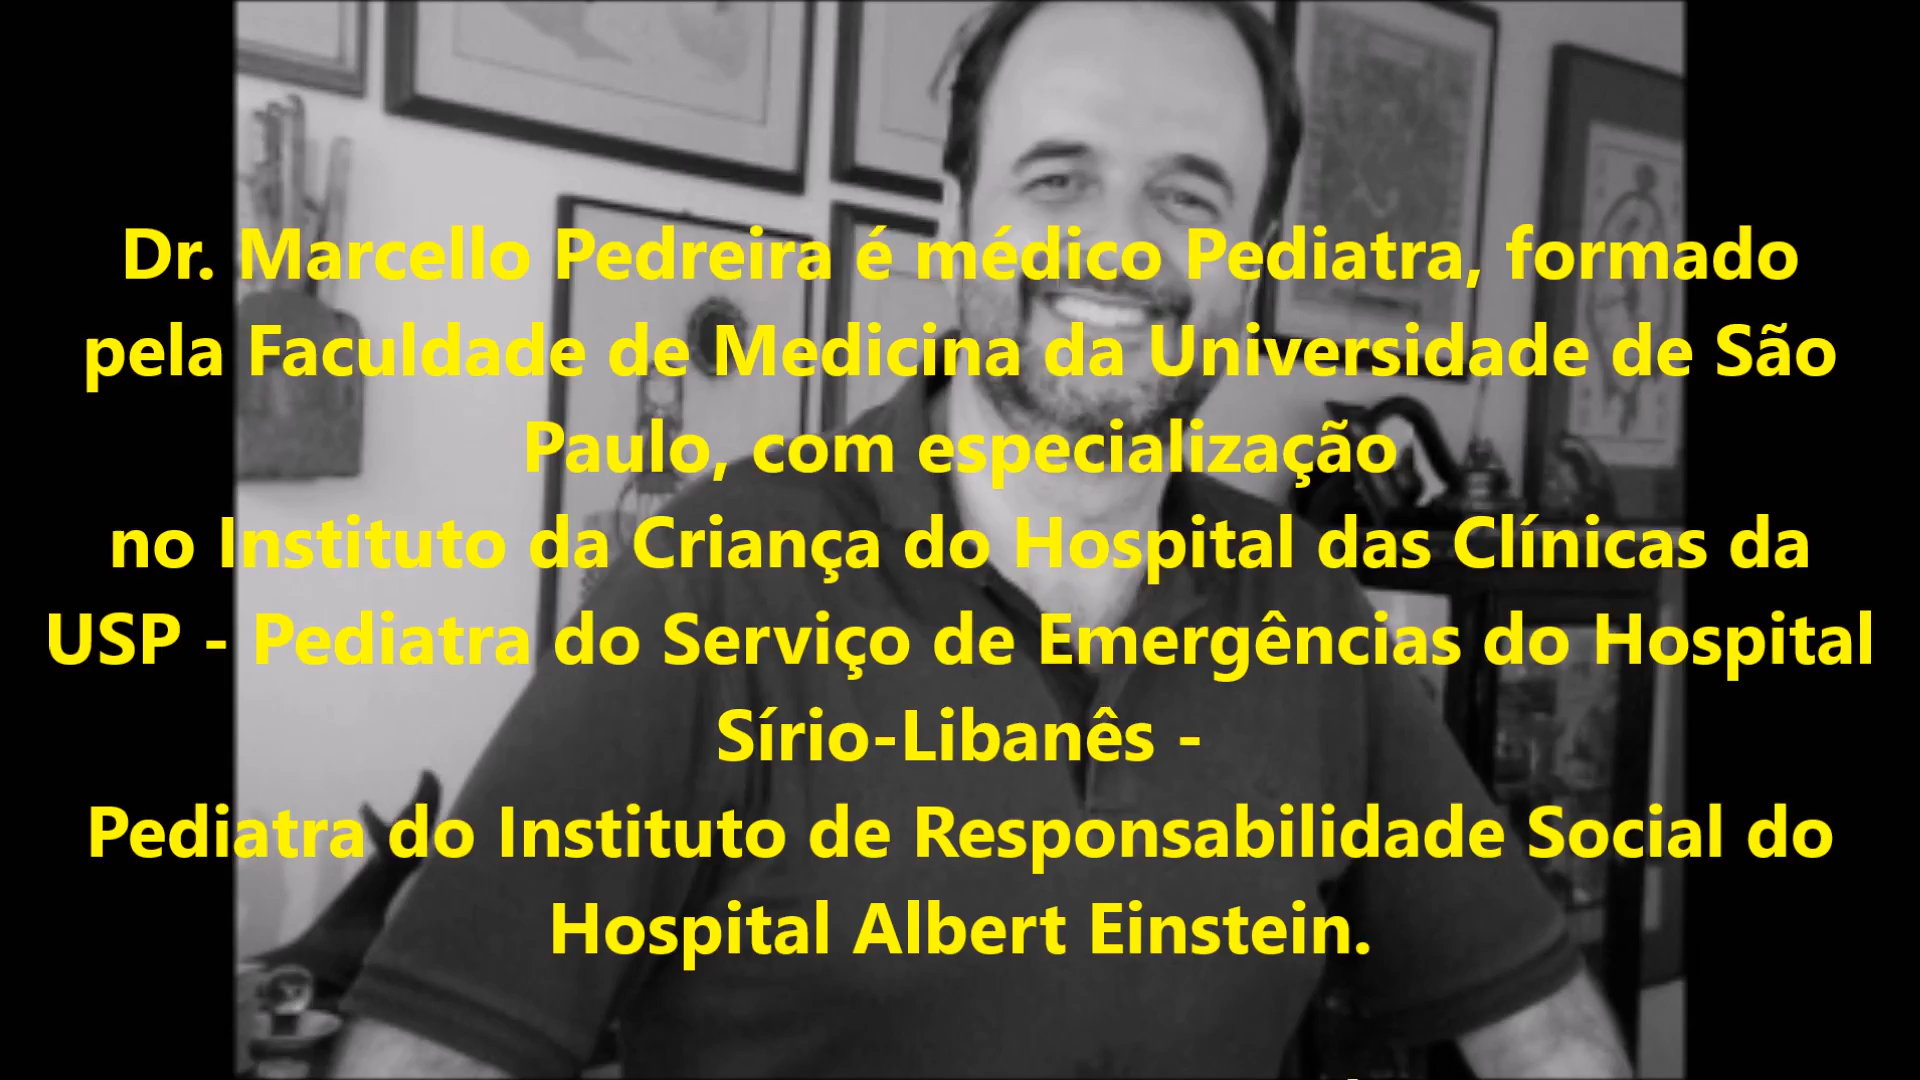 Dr. Marcello Pedreira é médico Pediatra, formado
pela Faculdade de Medicina da Universidade de São
Paulo, com especialização
no Instituto da Criança do Hospital das Clínicas da
USP - Pediatra do Serviço de Emergências do Hospital
Sírio-Libanês -
Pediatra do Instituto de Responsabilidade Social do
Hospital Albert Einstein.